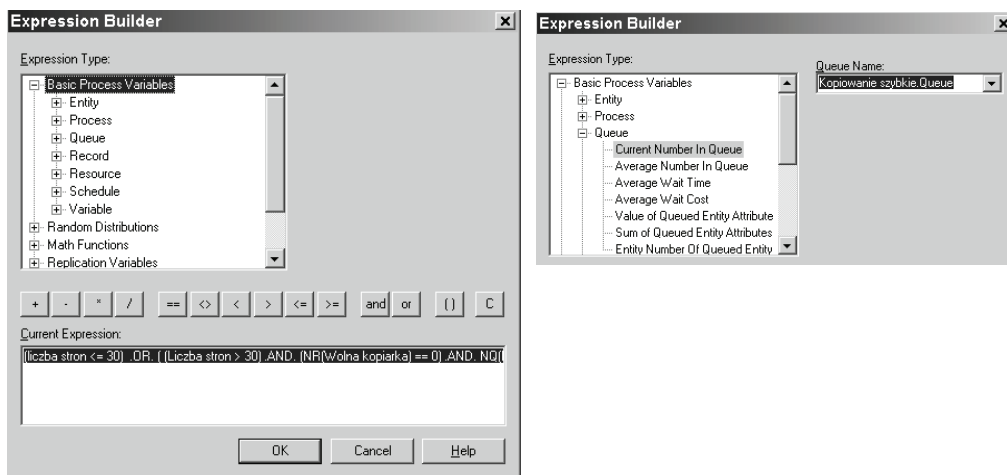 Expression Builder
Expression Type:
Basic Process Variables
Entity
Process
Queue
Record
Resource
Schedule
Variable
Random Distributions
Math Functions
Replication Variables
+ - * / == <> < > <= >= and or () C
Current Expression:
(liczba stron <= 30) .OR. ( (Liczba stron > 30) .AND. (NR(Wolna kopiarka) == 0) .AND. NQ(
OK Cancel Help
Expression Builder
Expression Type:
Basic Process Variables
Entity
Process
Queue
Current Number In Queue
Average Number In Queue
Average Wait Time
Average Wait Cost
Value of Queued Entity Attribute
Sum of Queued Entity Attributes
Entity Number Of Queued Entity
Queue Name:
Kopiowanie szybkie.Queue